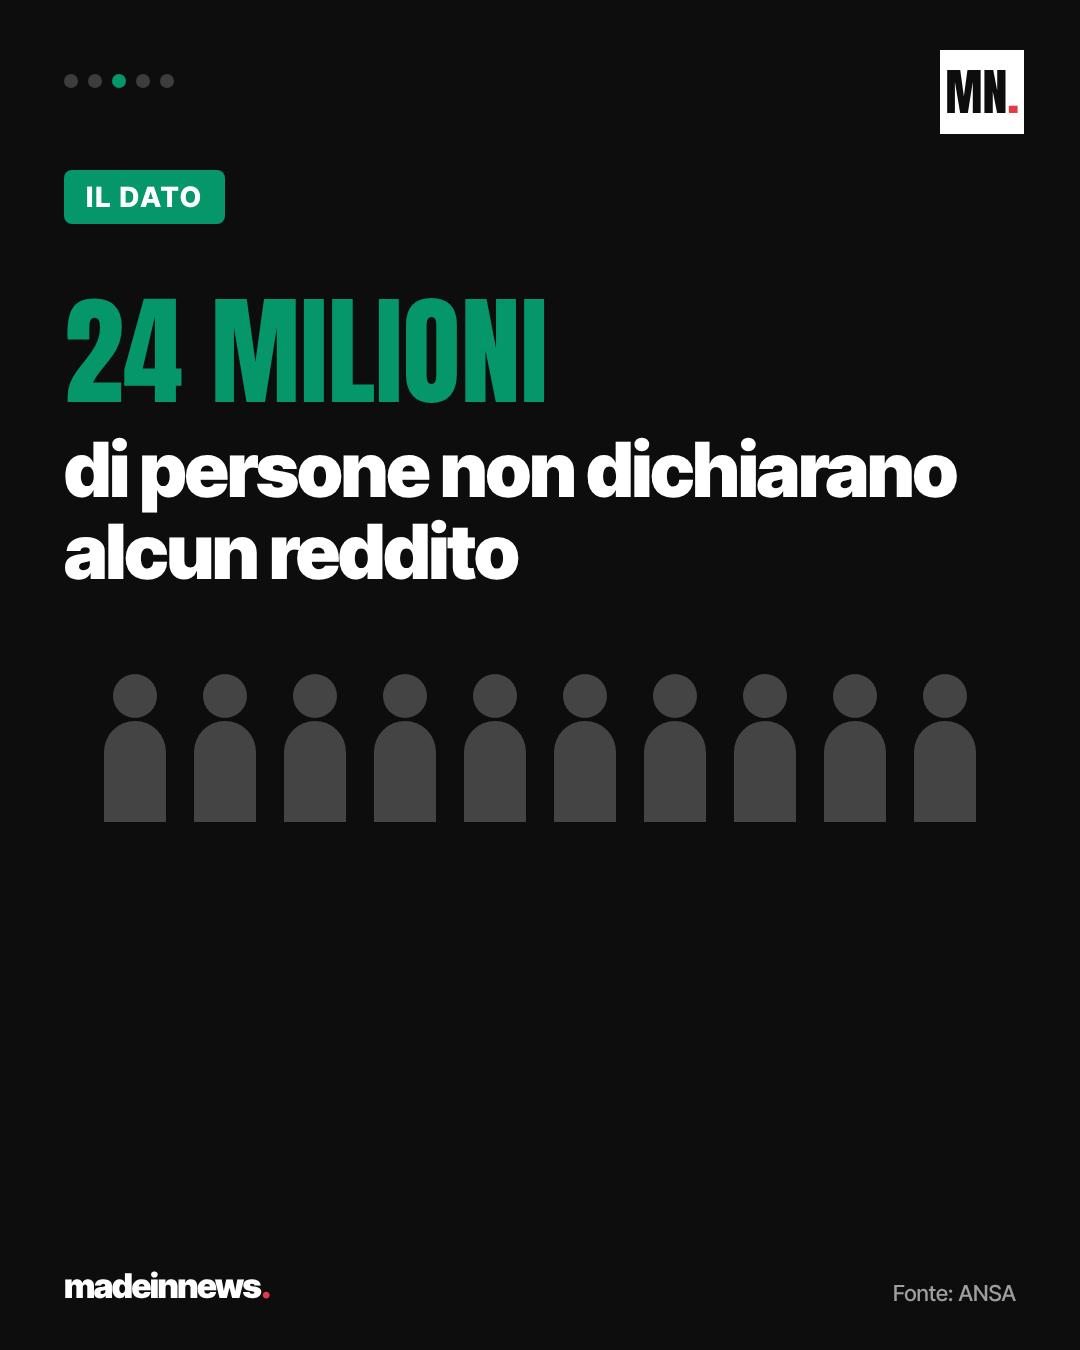 MN.
IL DATO
24 MILIONI
di persone non dichiarano
alcun reddito
madeinnews.
Fonte: ANSA